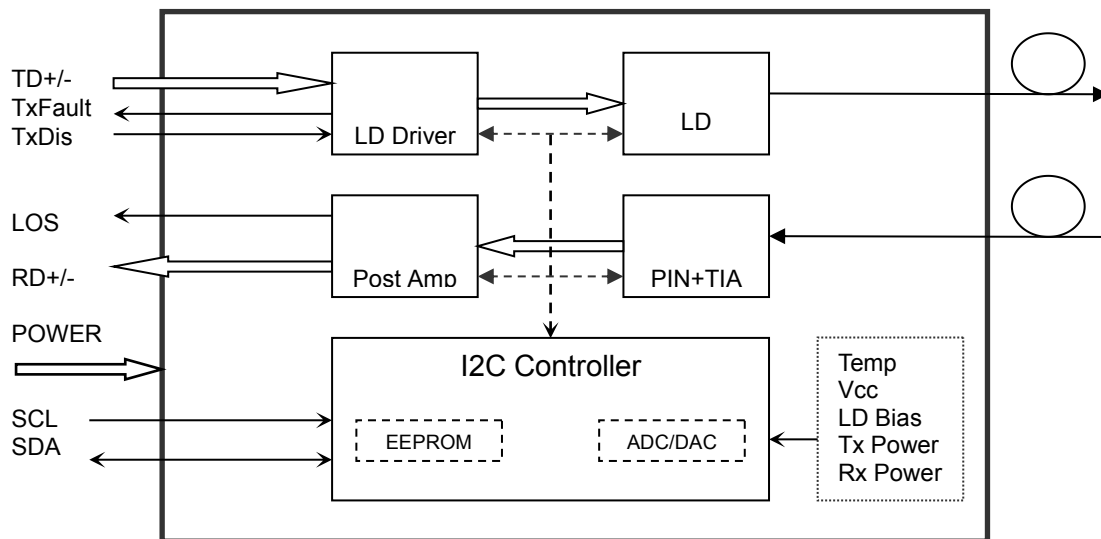 TD+/-
TxFault
TxDis
LD Driver
LD
LOS
RD+/-
Post Amp
PIN+TIA
POWER
I2C Controller
SCL
SDA
EEPROM
ADC/DAC
Temp
Vcc
LD Bias
Tx Power
Rx Power